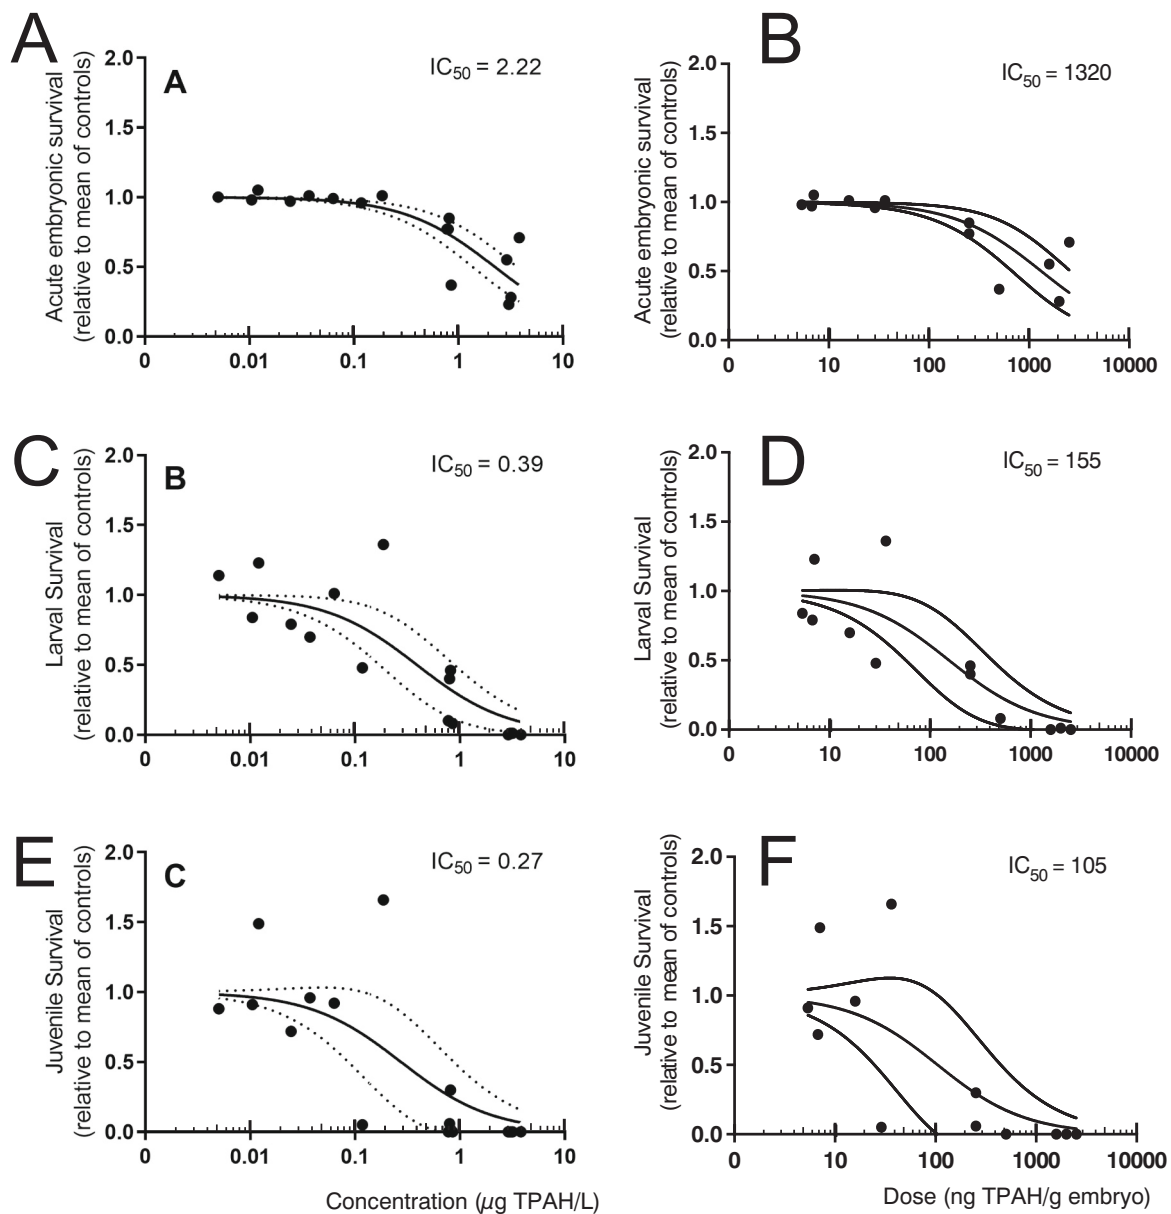 A
Acute embryonic survival
(relative to mean of controls)
A
IC50 = 2.22
2.0
1.5
1.0
0.5
0.0
0 0.01 0.1 1 10
B
Acute embryonic survival
(relative to mean of controls)
IC50 = 1320
2.0
1.5
1.0
0.5
0.0
0 10 100 1000 10000
C
Larval Survival
(relative to mean of controls)
B
IC50 = 0.39
2.0
1.5
1.0
0.5
0.0
0 0.01 0.1 1 10
D
Larval Survival
(relative to mean of controls)
IC50 = 155
2.0
1.5
1.0
0.5
0.0
0 10 100 1000 10000
E
Juvenile Survival
(relative to mean of controls)
C
IC50 = 0.27
2.0
1.5
1.0
0.5
0.0
0 0.01 0.1 1 10
Concentration (µg TPAH/L)
F
Juvenile Survival
(relative to mean of controls)
IC50 = 105
2.0
1.5
1.0
0.5
0.0
0 10 100 1000 10000
Dose (ng TPAH/g embryo)